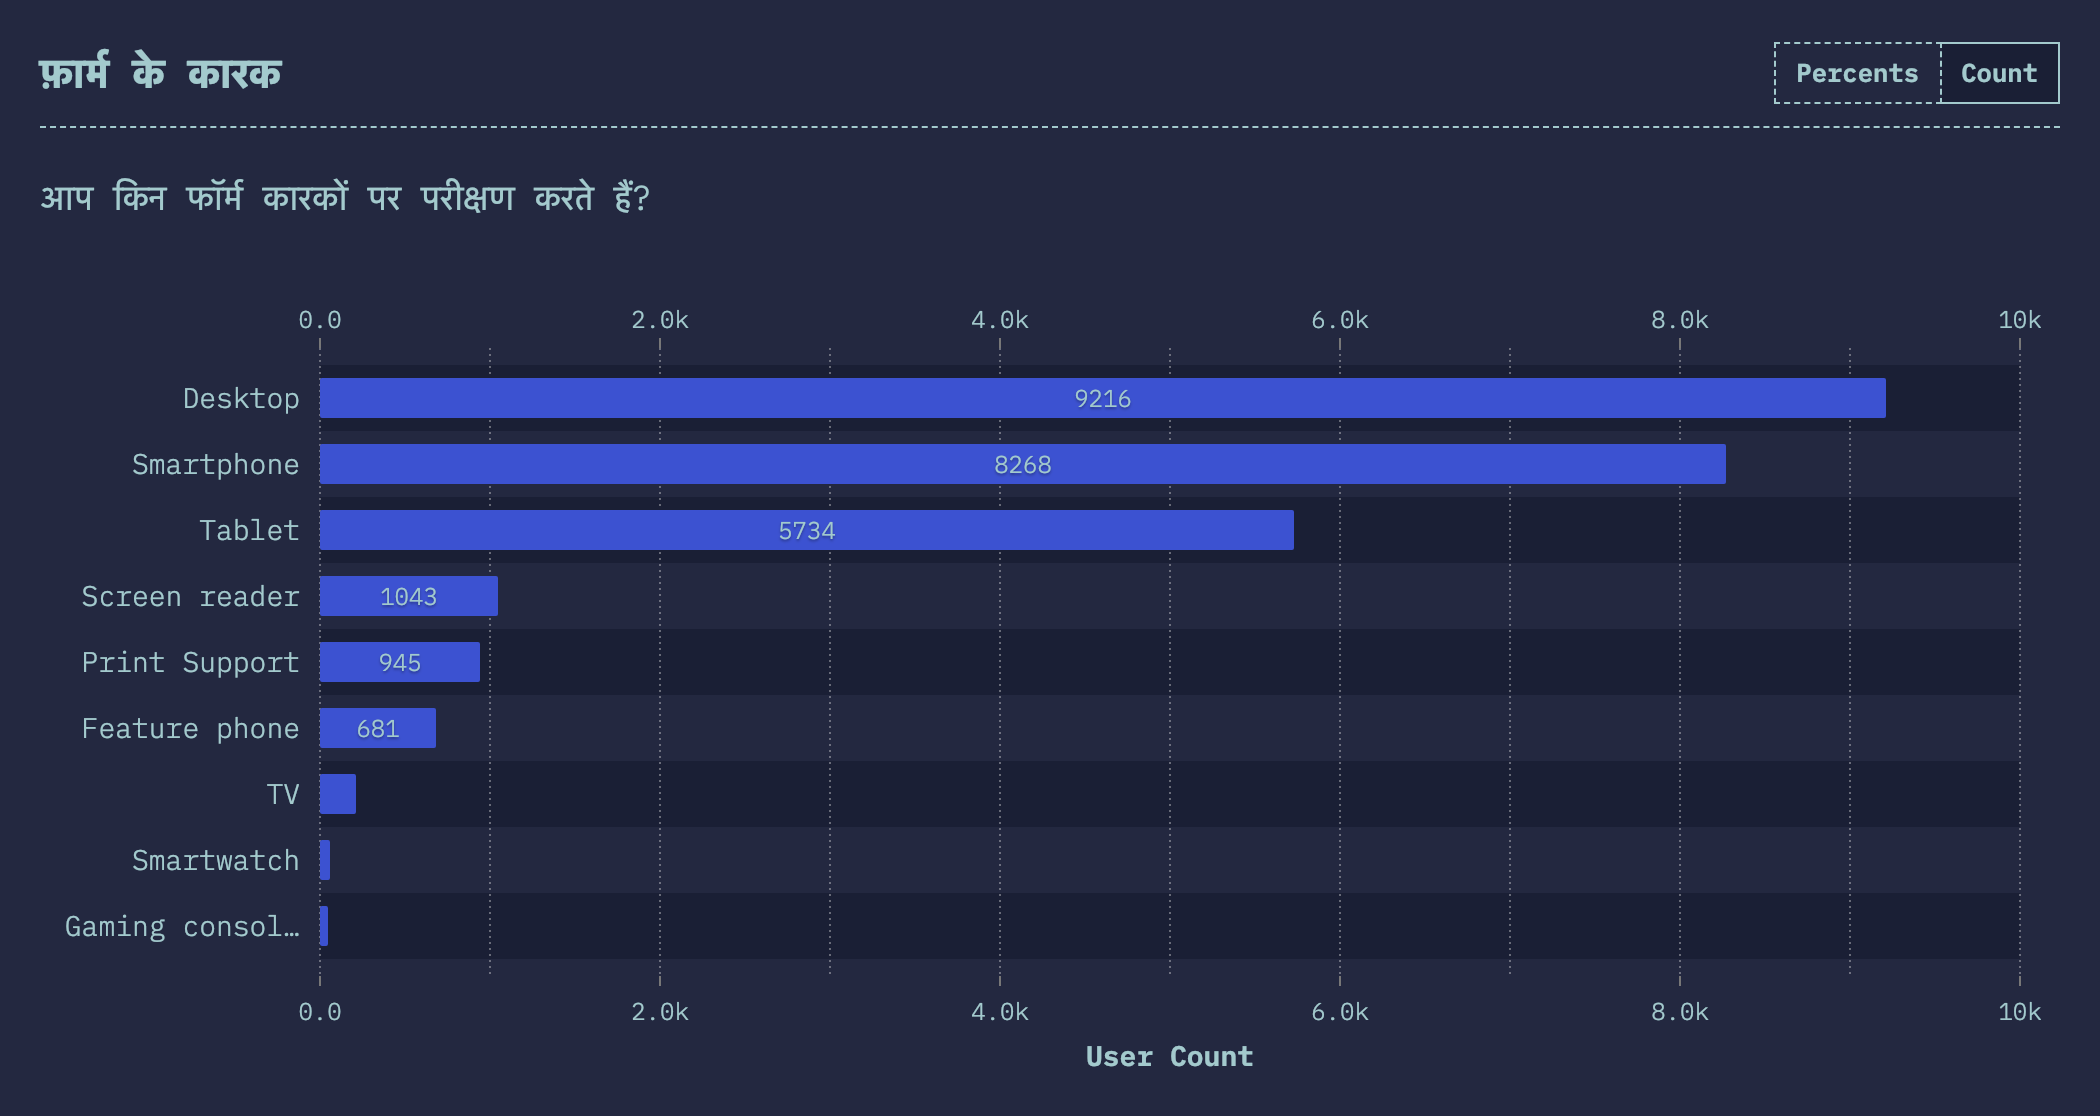 फ़ार्म के कारक
Percents Count
आप किन फॉर्म कारकों पर परीक्षण करते हैं?
0.0 2.0k 4.0k 6.0k 8.0k 10k
Desktop 9216
Smartphone 8268
Tablet 5734
Screen reader 1043
Print Support 945
Feature phone 681
TV
Smartwatch
Gaming consol…
0.0 2.0k 4.0k 6.0k 8.0k 10k
User Count